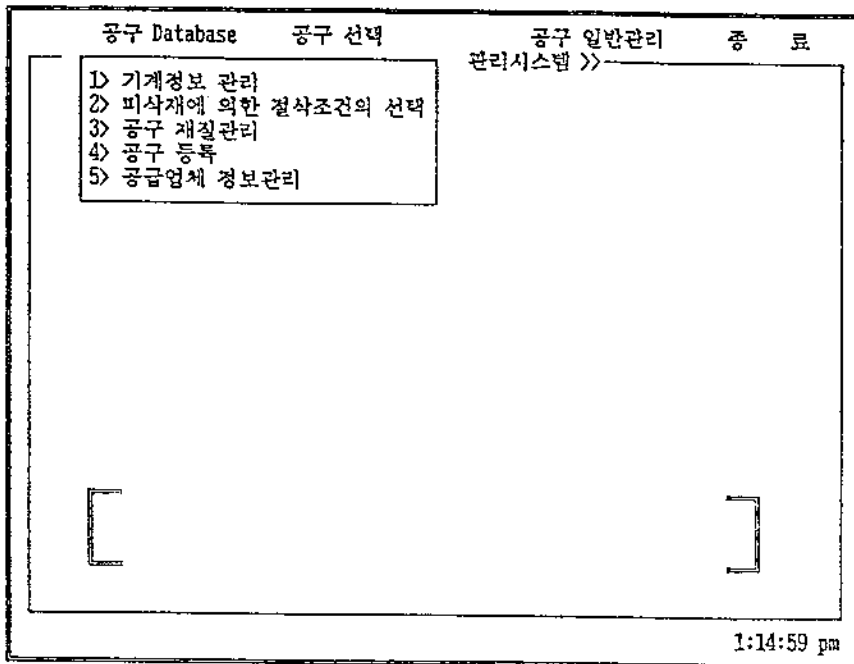 공구 Database 공구 선택 공구 일반관리 종 료
관리시스템 >>
1> 기계정보 관리
2> 피삭재에 의한 절삭조건의 선택
3> 공구 재질관리
4> 공구 등록
5> 공급업체 정보관리
1:14:59 pm